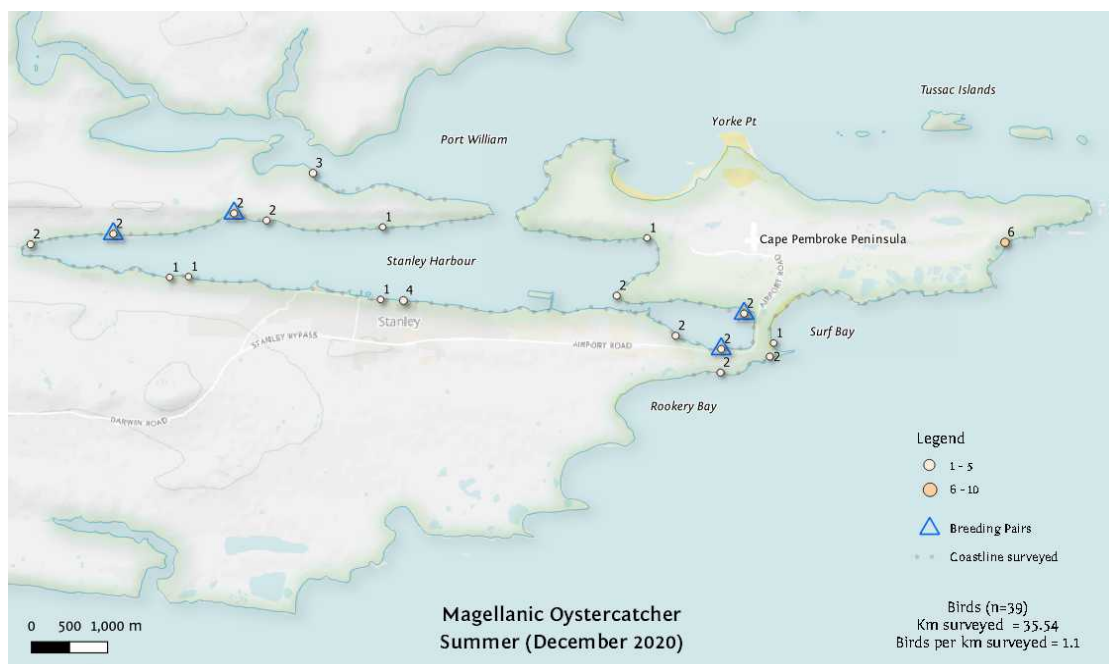 Tussac Islands
Yorke Pt
Port William
3
2
2
2
1
1
6
2
Cape Pembroke Peninsula
Stanley Harbour
1
1
AIRPORT ROAD
2
1
4
2
Stanley
2
Surf Bay
STANLEY BYPASS
AIRPORT ROAD
2
1
2
2
Rookery Bay
DARWIN ROAD
Legend
1 - 5
6 - 10
Breeding Pairs
Coastline surveyed
0 500 1,000 m
Magellanic Oystercatcher
Summer (December 2020)
Birds (n=39)
Km surveyed = 35.54
Birds per km surveyed = 1.1